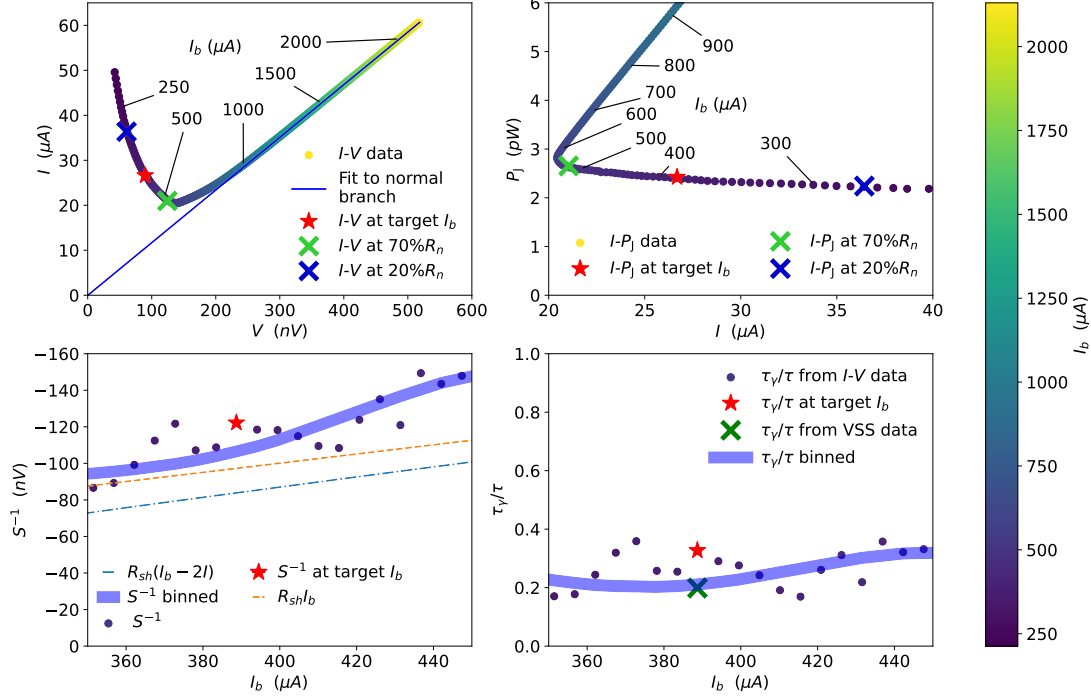 60
50
40
30
20
10
0
I (μA)
I_b (μA)
250
500
1000
1500
2000
I-V data
Fit to normal
branch
I-V at target I_b
I-V at 70%R_n
I-V at 20%R_n
0 100 200 300 400 500 600
V (nV)
6
5
4
3
2
1
0
P_J (pW)
900
800
700
600
500
400
300
I_b (μA)
I-P_J data
I-P_J at target I_b
I-P_J at 70%R_n
I-P_J at 20%R_n
20 25 30 35 40
I (μA)
−160
−140
−120
−100
−80
−60
−40
−20
0
S⁻¹ (nV)
R_sh(I_b − 2I)
S⁻¹ binned
S⁻¹
S⁻¹ at target I_b
R_shI_b
360 380 400 420 440
I_b (μA)
1.0
0.8
0.6
0.4
0.2
0.0
τ_γ/τ
τ_γ/τ from I-V data
τ_γ/τ at target I_b
τ_γ/τ from VSS data
τ_γ/τ binned
360 380 400 420 440
I_b (μA)
2000
1750
1500
1250
1000
750
500
250
I_b (μA)